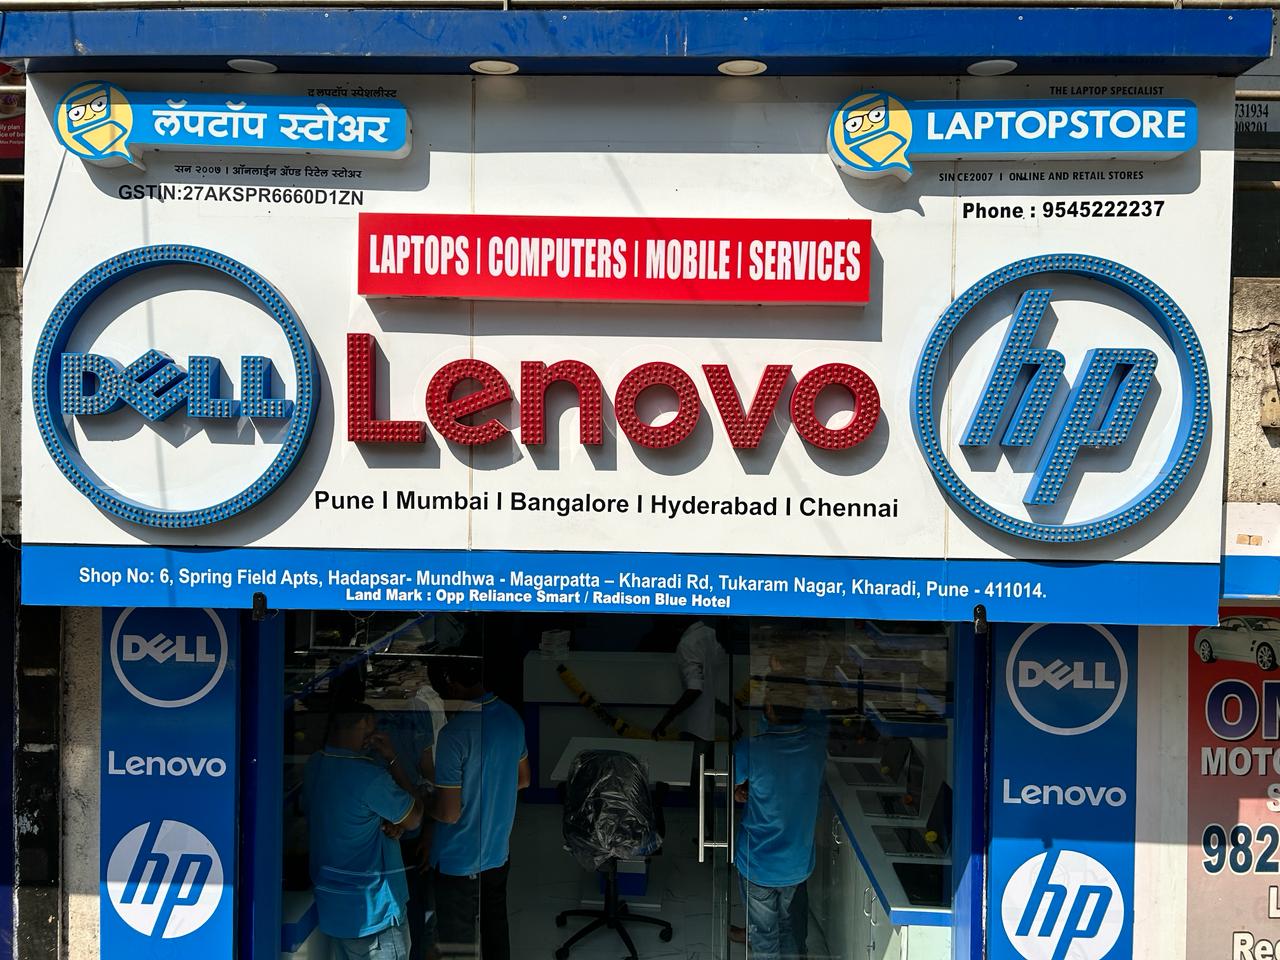 द लॅपटॉप स्पेशलीस्ट
लॅपटॉप स्टोअर
सन २००७ | ऑनलाईन अ‍ॅण्ड रिटेल स्टोअर
GSTIN:27AKSPR6660D1ZN
THE LAPTOP SPECIALIST
LAPTOPSTORE
SINCE2007 | ONLINE AND RETAIL STORES
Phone : 9545222237
LAPTOPS | COMPUTERS | MOBILE | SERVICES
DELL
Lenovo
hp
Pune I Mumbai I Bangalore I Hyderabad I Chennai
Shop No: 6, Spring Field Apts, Hadapsar- Mundhwa - Magarpatta – Kharadi Rd, Tukaram Nagar, Kharadi, Pune - 411014.
Land Mark : Opp Reliance Smart / Radison Blue Hotel
DELL
Lenovo
hp
DELL
Lenovo
hp
731934
908201
MOTO
982